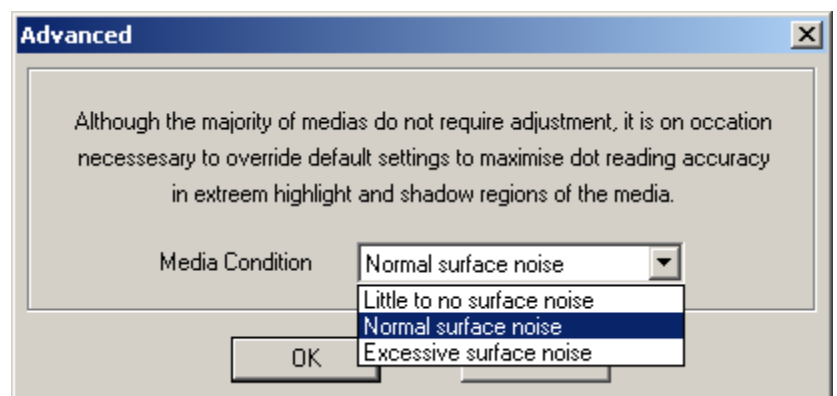 Advanced
Although the majority of medias do not require adjustment, it is on occation
necessesary to override default settings to maximise dot reading accuracy
in extreem highlight and shadow regions of the media.
Media Condition Normal surface noise
Little to no surface noise
Normal surface noise
Excessive surface noise
OK